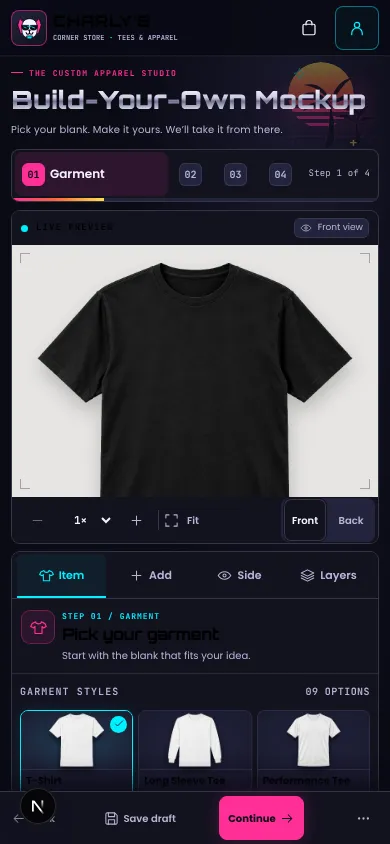 CHARLY'S
CORNER STORE · TEES & APPAREL
THE CUSTOM APPAREL STUDIO
Build-Your-Own Mockup
Pick your blank. Make it yours. We'll take it from there.
01 Garment 02 03 04 Step 1 of 4
LIVE PREVIEW Front view
1× Fit Front Back
Item Add Side Layers
STEP 01 / GARMENT
Pick your garment
Start with the blank that fits your idea.
GARMENT STYLES 09 OPTIONS
T-Shirt Long Sleeve Tee Performance Tee
N Save draft Continue